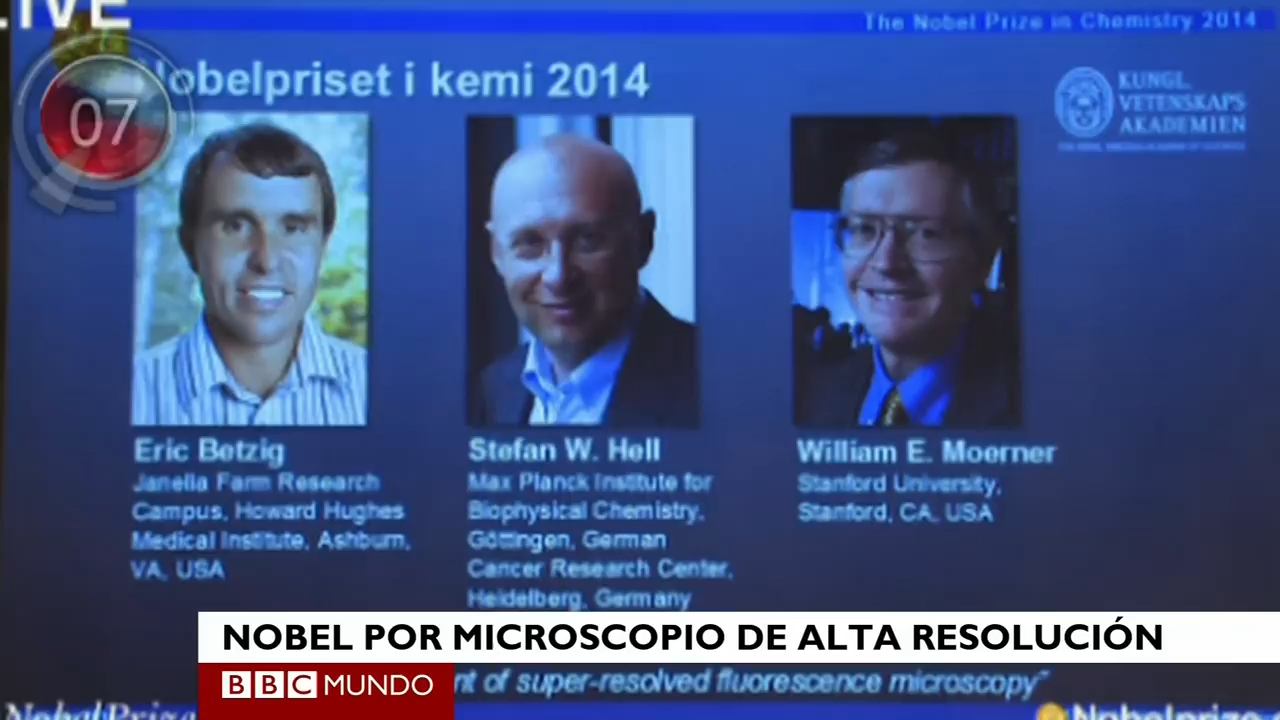 LIVE
The Nobel Prize in Chemistry 2014
Nobelpriset i kemi 2014
07
KUNGL.
VETENSKAPS
AKADEMIEN
Eric Betzig
Janelia Farm Research
Campus, Howard Hughes
Medical Institute, Ashburn,
VA, USA
Stefan W. Hell
Max Planck Institute for
Biophysical Chemistry,
Göttingen, German
Cancer Research Center,
Heidelberg, Germany
William E. Moerner
Stanford University,
Stanford, CA, USA
NOBEL POR MICROSCOPIO DE ALTA RESOLUCIÓN
BBC MUNDO
of super-resolved fluorescence microscopy”
NobelPrize
Nobelprize